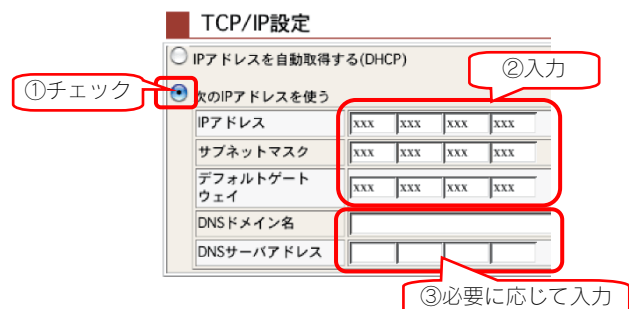 TCP/IP設定
IPアドレスを自動取得する(DHCP)
②入力
①チェック
次のIPアドレスを使う
IPアドレス xxx xxx xxx xxx
サブネットマスク xxx xxx xxx xxx
デフォルトゲート
ウェイ xxx xxx xxx xxx
DNSドメイン名
DNSサーバアドレス
③必要に応じて入力